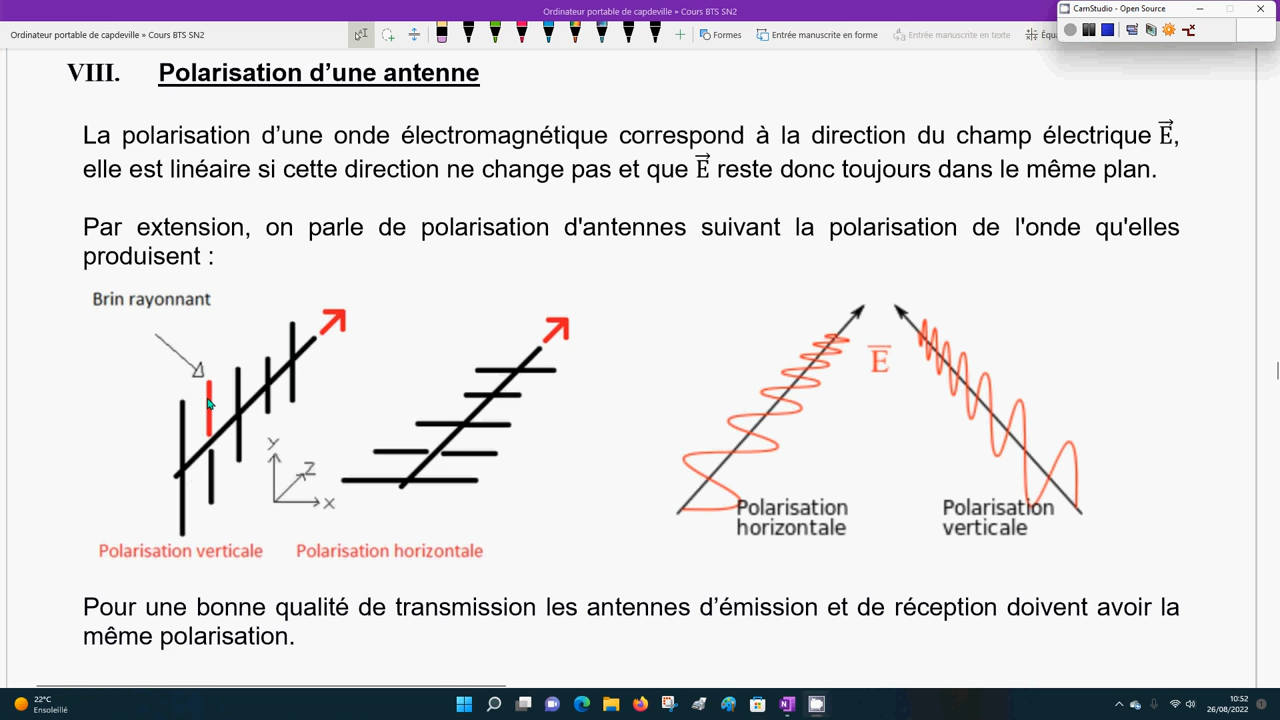 Ordinateur portable de capdeville » Cours BTS SN2
CamStudio - Open Source
Ordinateur portable de capdeville » Cours BTS SN2
Formes
Entrée manuscrite en forme
Entrée manuscrite en texte
Équa
VIII. Polarisation d’une antenne
La polarisation d’une onde électromagnétique correspond à la direction du champ électrique E⃗,
elle est linéaire si cette direction ne change pas et que E⃗ reste donc toujours dans le même plan.
Par extension, on parle de polarisation d'antennes suivant la polarisation de l'onde qu'elles
produisent :
Brin rayonnant
E
Y
Z
X
Polarisation verticale
Polarisation horizontale
Polarisation
horizontale
Polarisation
verticale
Pour une bonne qualité de transmission les antennes d’émission et de réception doivent avoir la
même polarisation.
22°C
Ensoleillé
10:52
26/08/2022